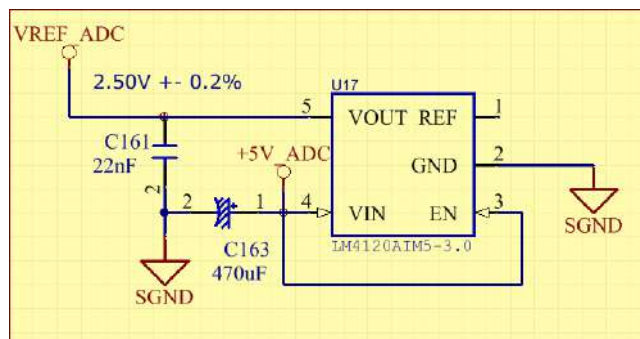 VREF_ADC
2.50V +- 0.2%
U17
5
VOUT REF
1
C161
22nF
+5V_ADC
GND
2
2
2
1
4
VIN
EN
3
SGND
C163
470uF
LM4120AIM5-3.0
SGND